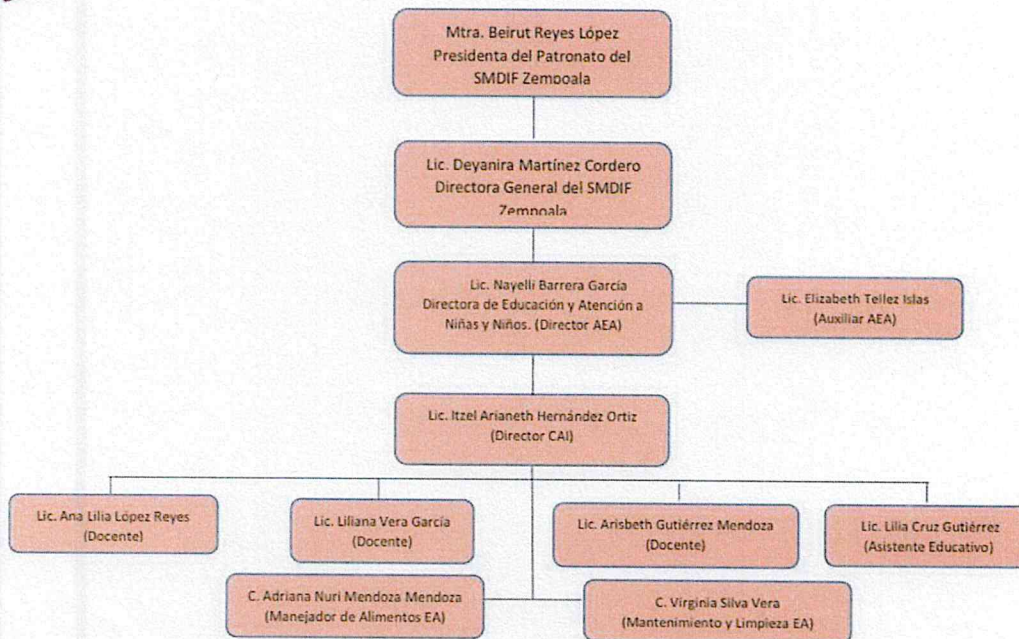 Mtra. Beirut Reyes López
Presidenta del Patronato del
SMDIF Zempoala
Lic. Deyanira Martínez Cordero
Directora General del SMDIF
Zempoala
Lic. Nayelli Barrera García
Directora de Educación y Atención a
Niñas y Niños. (Director AEA)
Lic. Elizabeth Tellez Islas
(Auxiliar AEA)
Lic. Itzel Arianeth Hernández Ortiz
(Director CAI)
Lic. Ana Lilia López Reyes
(Docente)
Lic. Liliana Vera García
(Docente)
Lic. Arisbeth Gutiérrez Mendoza
(Docente)
Lic. Lilia Cruz Gutiérrez
(Asistente Educativo)
C. Adriana Nuri Mendoza Mendoza
(Manejador de Alimentos EA)
C. Virginia Silva Vera
(Mantenimiento y Limpieza EA)